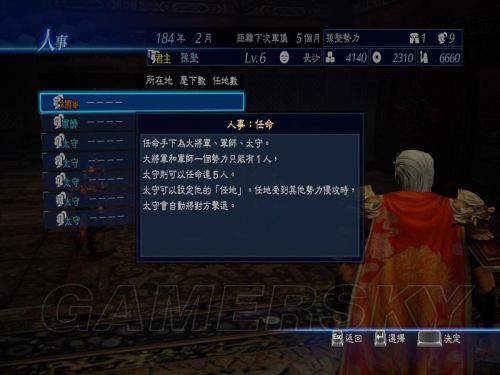 人事
184年 2月 距離下次軍議 5個月 孫堅勢力 1 9
君主 孫堅 Lv.6 長沙 4140 2310 6660
所在地 麾下數 任地數
大將軍 －－－－
軍師 －－－－
太守 －－－－
太守 －－－－
太守 －－－－
太守 －－－－
太守 －－－－
人事：任命
任命手下為大將軍、軍師、太守。
大將軍和軍師一個勢力只能有1人，
太守則可以任命達5人。
太守可以設定他的「任地」。任地受到其他勢力侵攻時，
太守會自動將對方擊退。
GAMERSKY
Esc 返回 選擇 決定